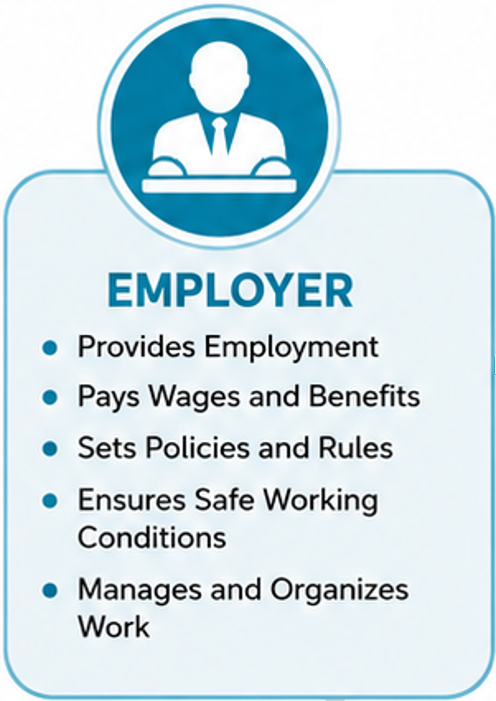 EMPLOYER
• Provides Employment
• Pays Wages and Benefits
• Sets Policies and Rules
• Ensures Safe Working
Conditions
• Manages and Organizes
Work